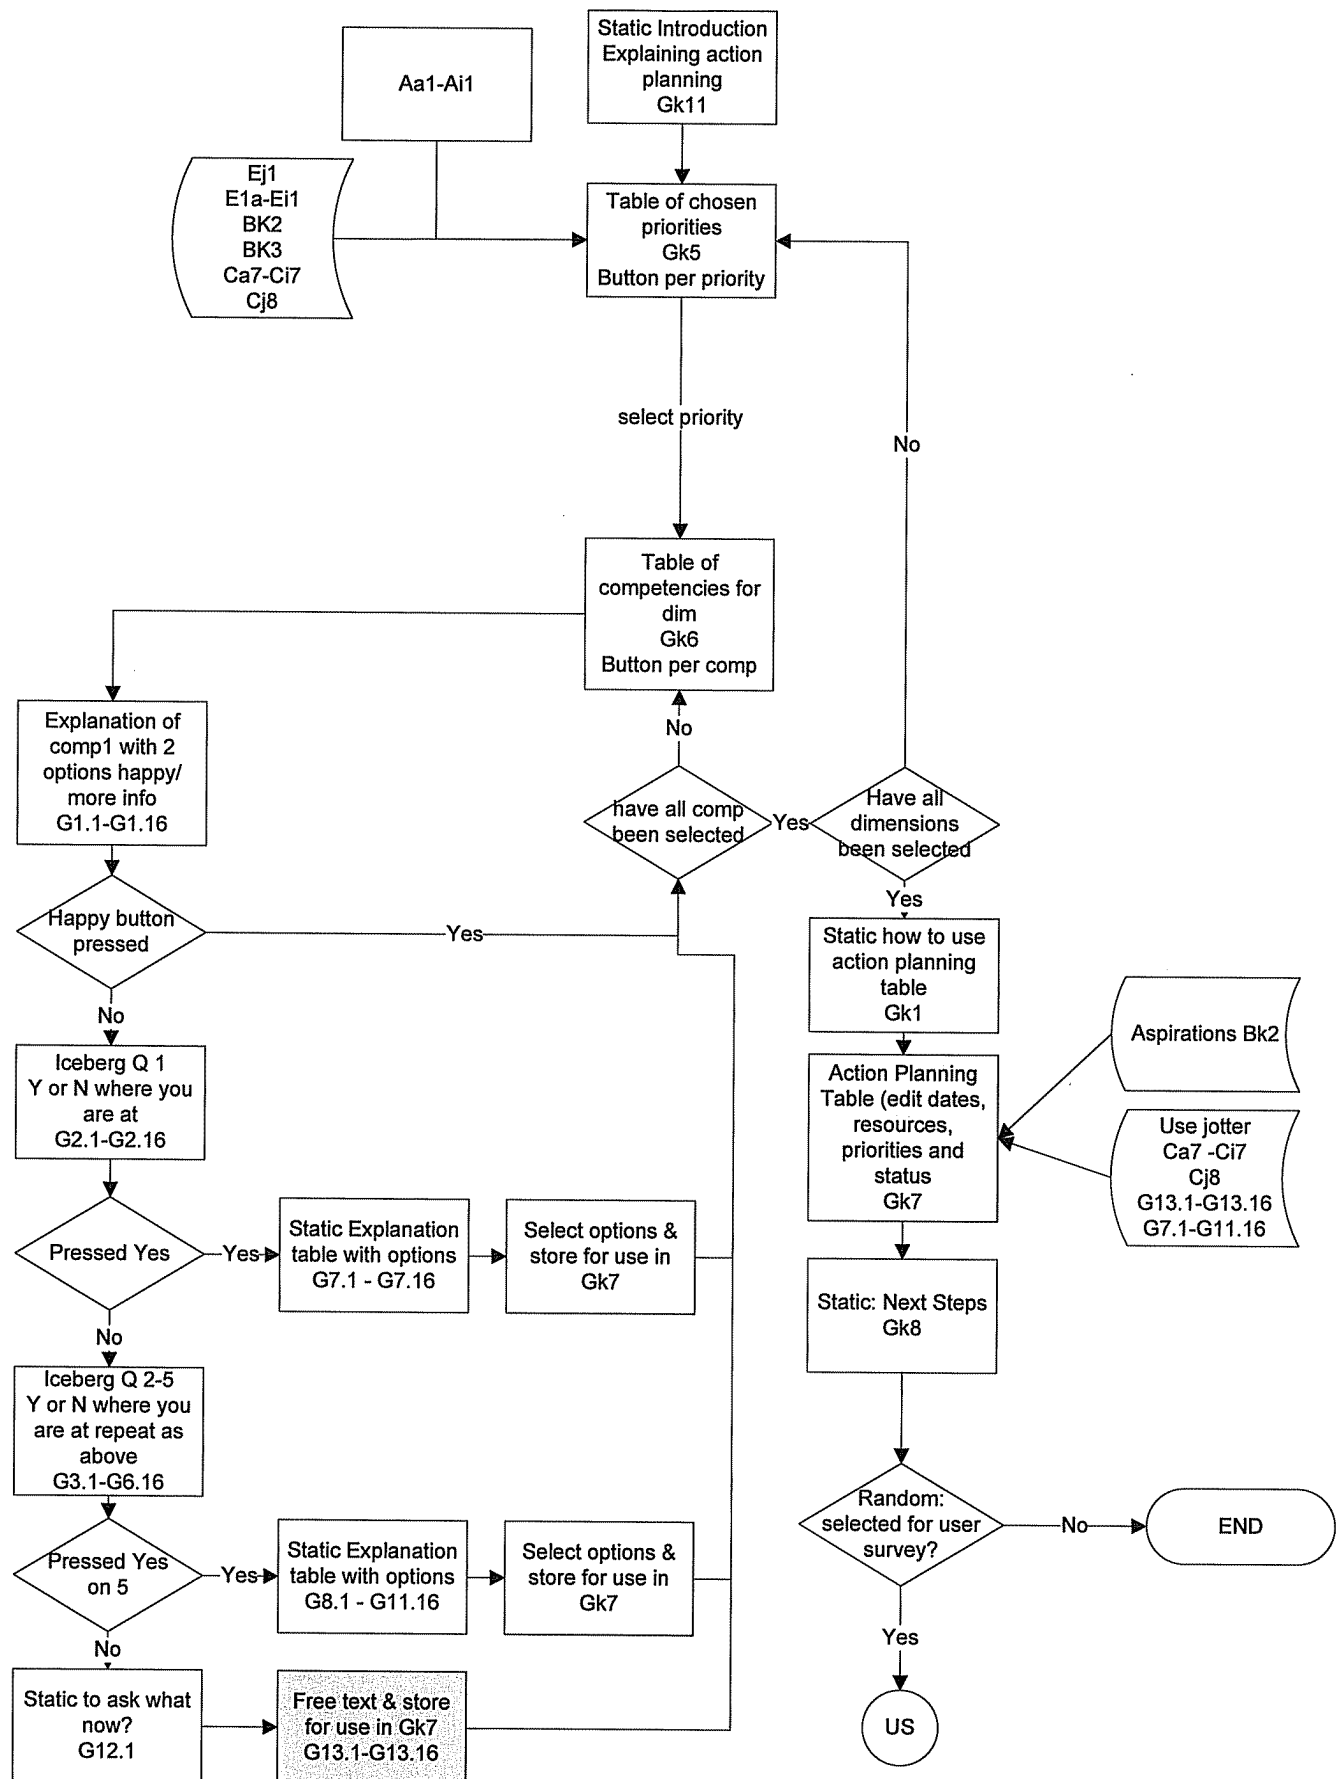 Static Introduction
Explaining action
planning
Gk11
Aa1-Ai1
Ej1
E1a-Ei1
BK2
BK3
Ca7-Ci7
Cj8
Table of chosen
priorities
Gk5
Button per priority
select priority
No
Table of
competencies for
dim
Gk6
Button per comp
No
Explanation of
comp1 with 2
options happy/
more info
G1.1-G1.16
have all comp
been selected
Yes
Have all
dimensions
been selected
Yes
Happy button
pressed
Yes
No
Static how to use
action planning
table
Gk1
Aspirations Bk2
Iceberg Q 1
Y or N where you
are at
G2.1-G2.16
Action Planning
Table (edit dates,
resources,
priorities and
status
Gk7
Use jotter
Ca7 -Ci7
Cj8
G13.1-G13.16
G7.1-G11.16
Pressed Yes
Yes
Static Explanation
table with options
G7.1 - G7.16
Select options &
store for use in
Gk7
No
Static: Next Steps
Gk8
Iceberg Q 2-5
Y or N where you
are at repeat as
above
G3.1-G6.16
Random:
selected for user
survey?
No
END
Pressed Yes
on 5
Yes
Static Explanation
table with options
G8.1 - G11.16
Select options &
store for use in
Gk7
No
Yes
Static to ask what
now?
G12.1
Free text & store
for use in Gk7
G13.1-G13.16
US